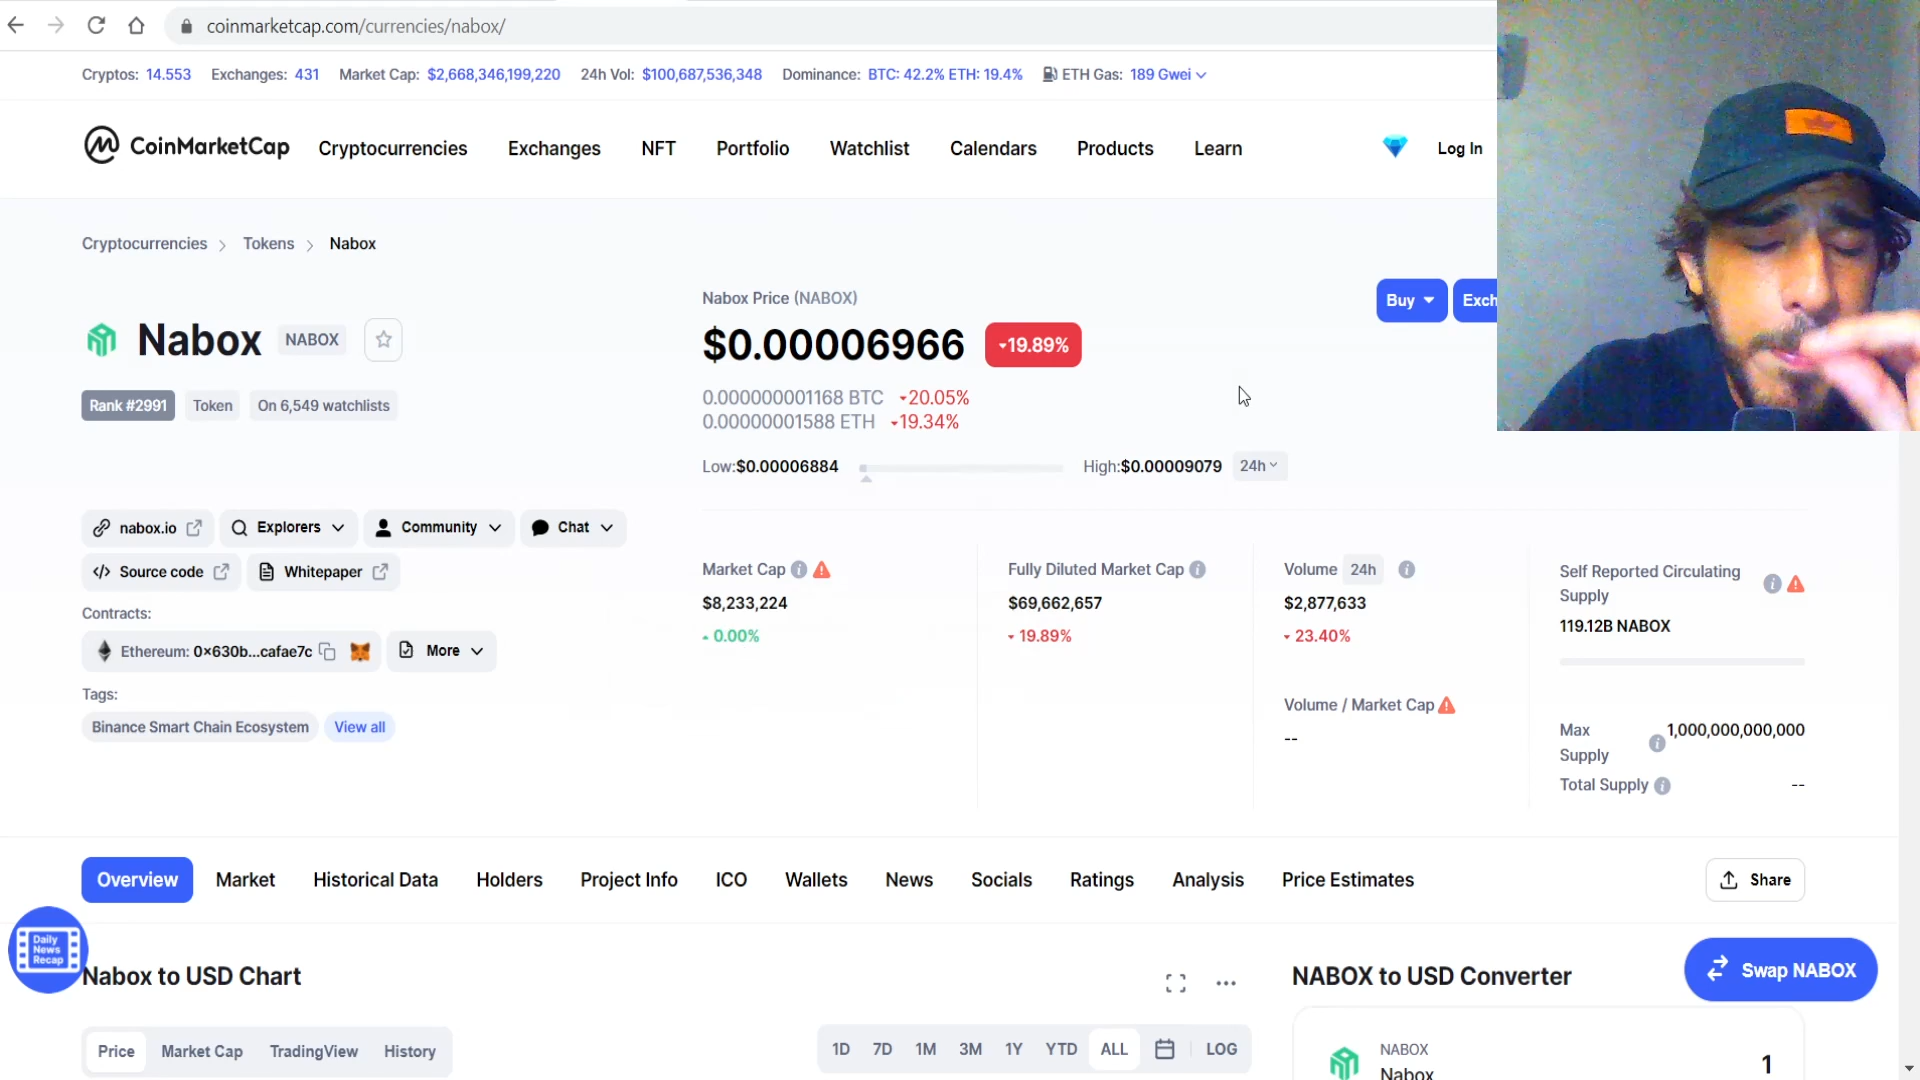 coinmarketcap.com/currencies/nabox/
Cryptos: 14.553 Exchanges: 431 Market Cap: $2,668,346,199,220 24h Vol: $100,687,536,348 Dominance: BTC: 42.2% ETH: 19.4% ETH Gas: 189 Gwei
CoinMarketCap Cryptocurrencies Exchanges NFT Portfolio Watchlist Calendars Products Learn Log In
Cryptocurrencies Tokens Nabox
Nabox Price (NABOX)
Buy Exch
Nabox NABOX
$0.00006966 19.89%
Rank #2991 Token On 6,549 watchlists
0.000000001168 BTC 20.05%
0.00000001588 ETH 19.34%
Low:$0.00006884 High:$0.00009079 24h
nabox.io Explorers Community Chat
Source code Whitepaper
Contracts:
Ethereum: 0x630b...cafae7c More
Tags:
Binance Smart Chain Ecosystem View all
Market Cap
$8,233,224
0.00%
Fully Diluted Market Cap
$69,662,657
19.89%
Volume 24h
$2,877,633
23.40%
Volume / Market Cap
--
Self Reported Circulating
Supply
119.12B NABOX
Max
Supply
1,000,000,000,000
Total Supply --
Overview Market Historical Data Holders Project Info ICO Wallets News Socials Ratings Analysis Price Estimates Share
Daily
News
Recap
Nabox to USD Chart
NABOX to USD Converter
Swap NABOX
Price Market Cap TradingView History
1D 7D 1M 3M 1Y YTD ALL LOG
NABOX
Nabox
1